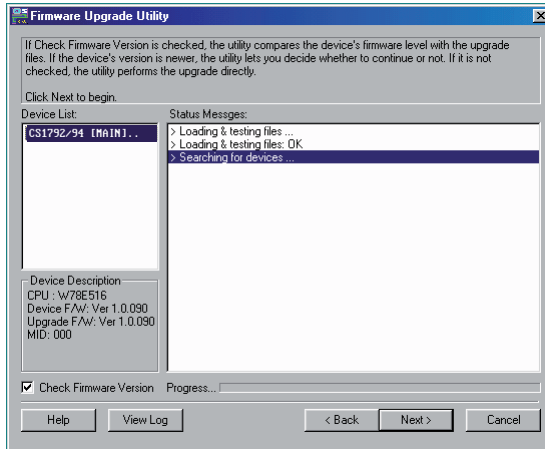 Firmware Upgrade Utility
If Check Firmware Version is checked, the utility compares the device's firmware level with the upgrade
files. If the device's version is newer, the utility lets you decide whether to continue or not. If it is not
checked, the utility performs the upgrade directly.
Click Next to begin.
Device List:
CS1792/94 [MAIN]..
Status Messges:
> Loading & testing files ...
> Loading & testing files: OK
> Searching for devices ...
Device Description
CPU : W78E516
Device F/W: Ver 1.0.090
Upgrade F/W: Ver 1.0.090
MID: 000
Check Firmware Version
Progress...
Help
View Log
< Back
Next >
Cancel